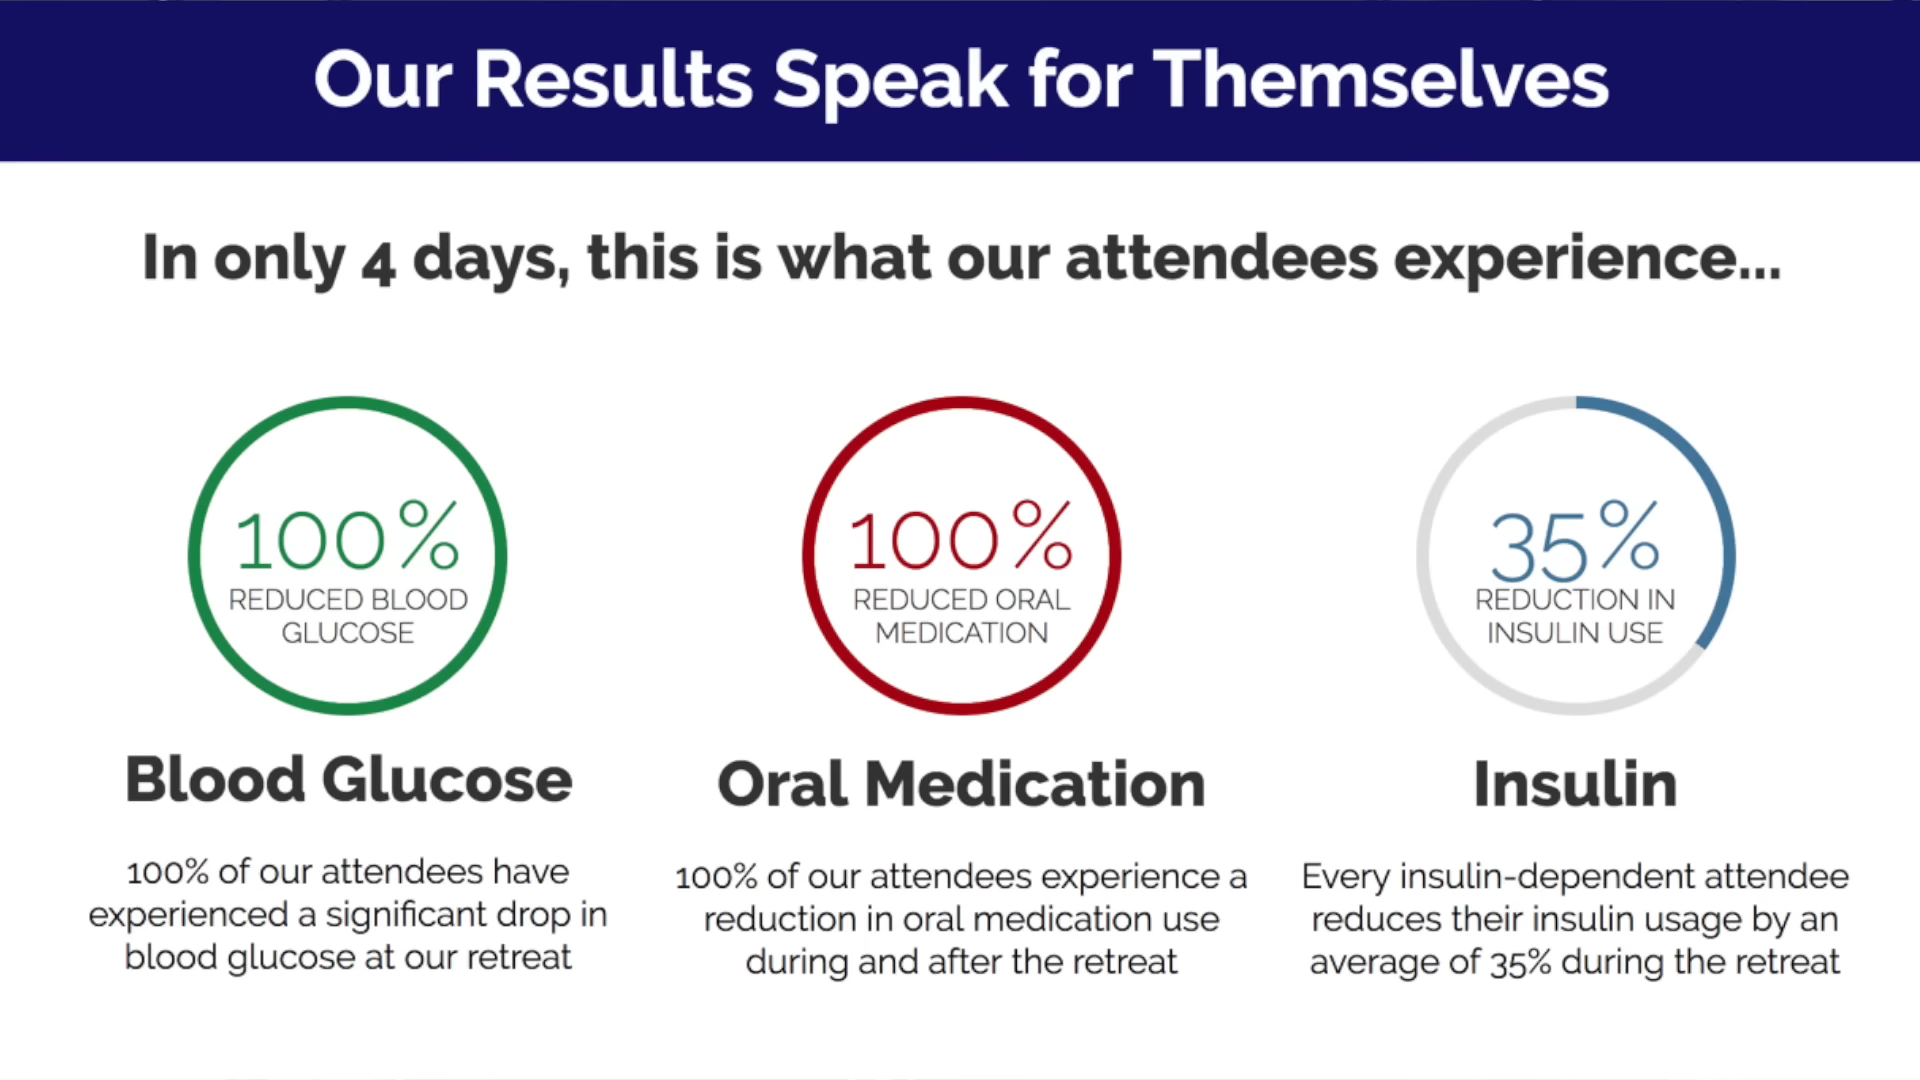 Our Results Speak for Themselves
In only 4 days, this is what our attendees experience...
100%
REDUCED BLOOD
GLUCOSE
Blood Glucose
100% of our attendees have
experienced a significant drop in
blood glucose at our retreat
100%
REDUCED ORAL
MEDICATION
Oral Medication
100% of our attendees experience a
reduction in oral medication use
during and after the retreat
35%
REDUCTION IN
INSULIN USE
Insulin
Every insulin-dependent attendee
reduces their insulin usage by an
average of 35% during the retreat